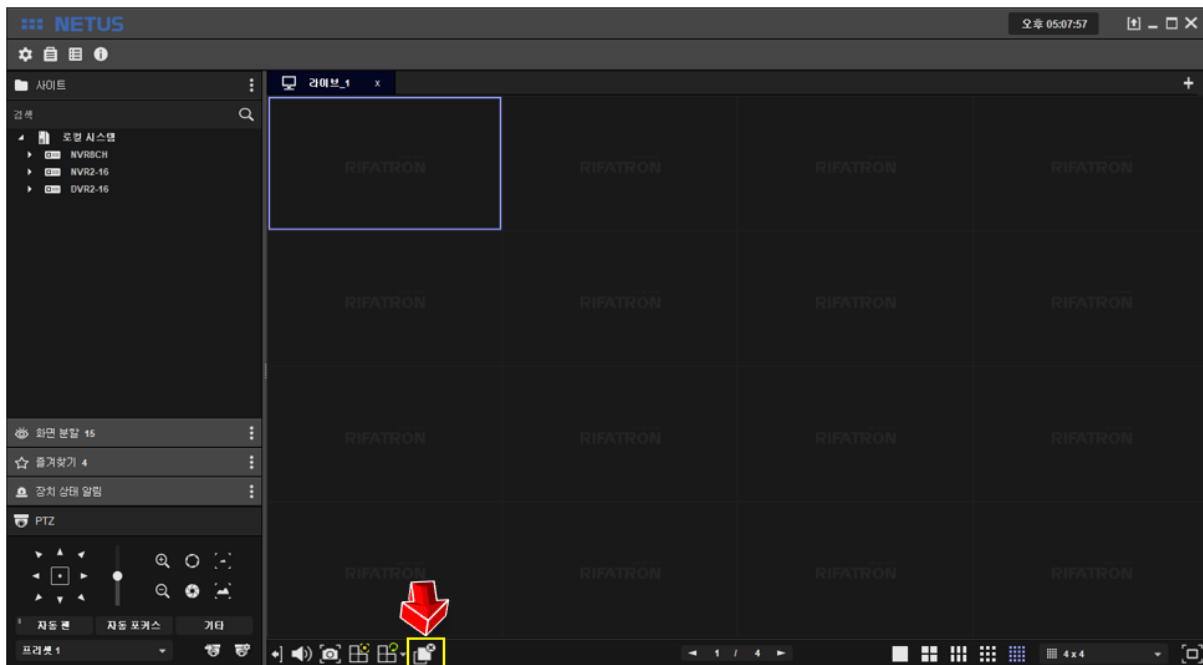 NETUS
오후 05:07:57
사이트
라이브_1 x
검색
로컬 시스템
NVR8CH
NVR2-16
DVR2-16
RIFATRON RIFATRON RIFATRON RIFATRON
RIFATRON RIFATRON RIFATRON RIFATRON
RIFATRON RIFATRON RIFATRON RIFATRON
RIFATRON RIFATRON RIFATRON RIFATRON
화면 분할 15
즐겨찾기 4
장치 상태 알림
PTZ
자동 팬 자동 포커스 기타
프리셋 1
1 / 4
4 x 4